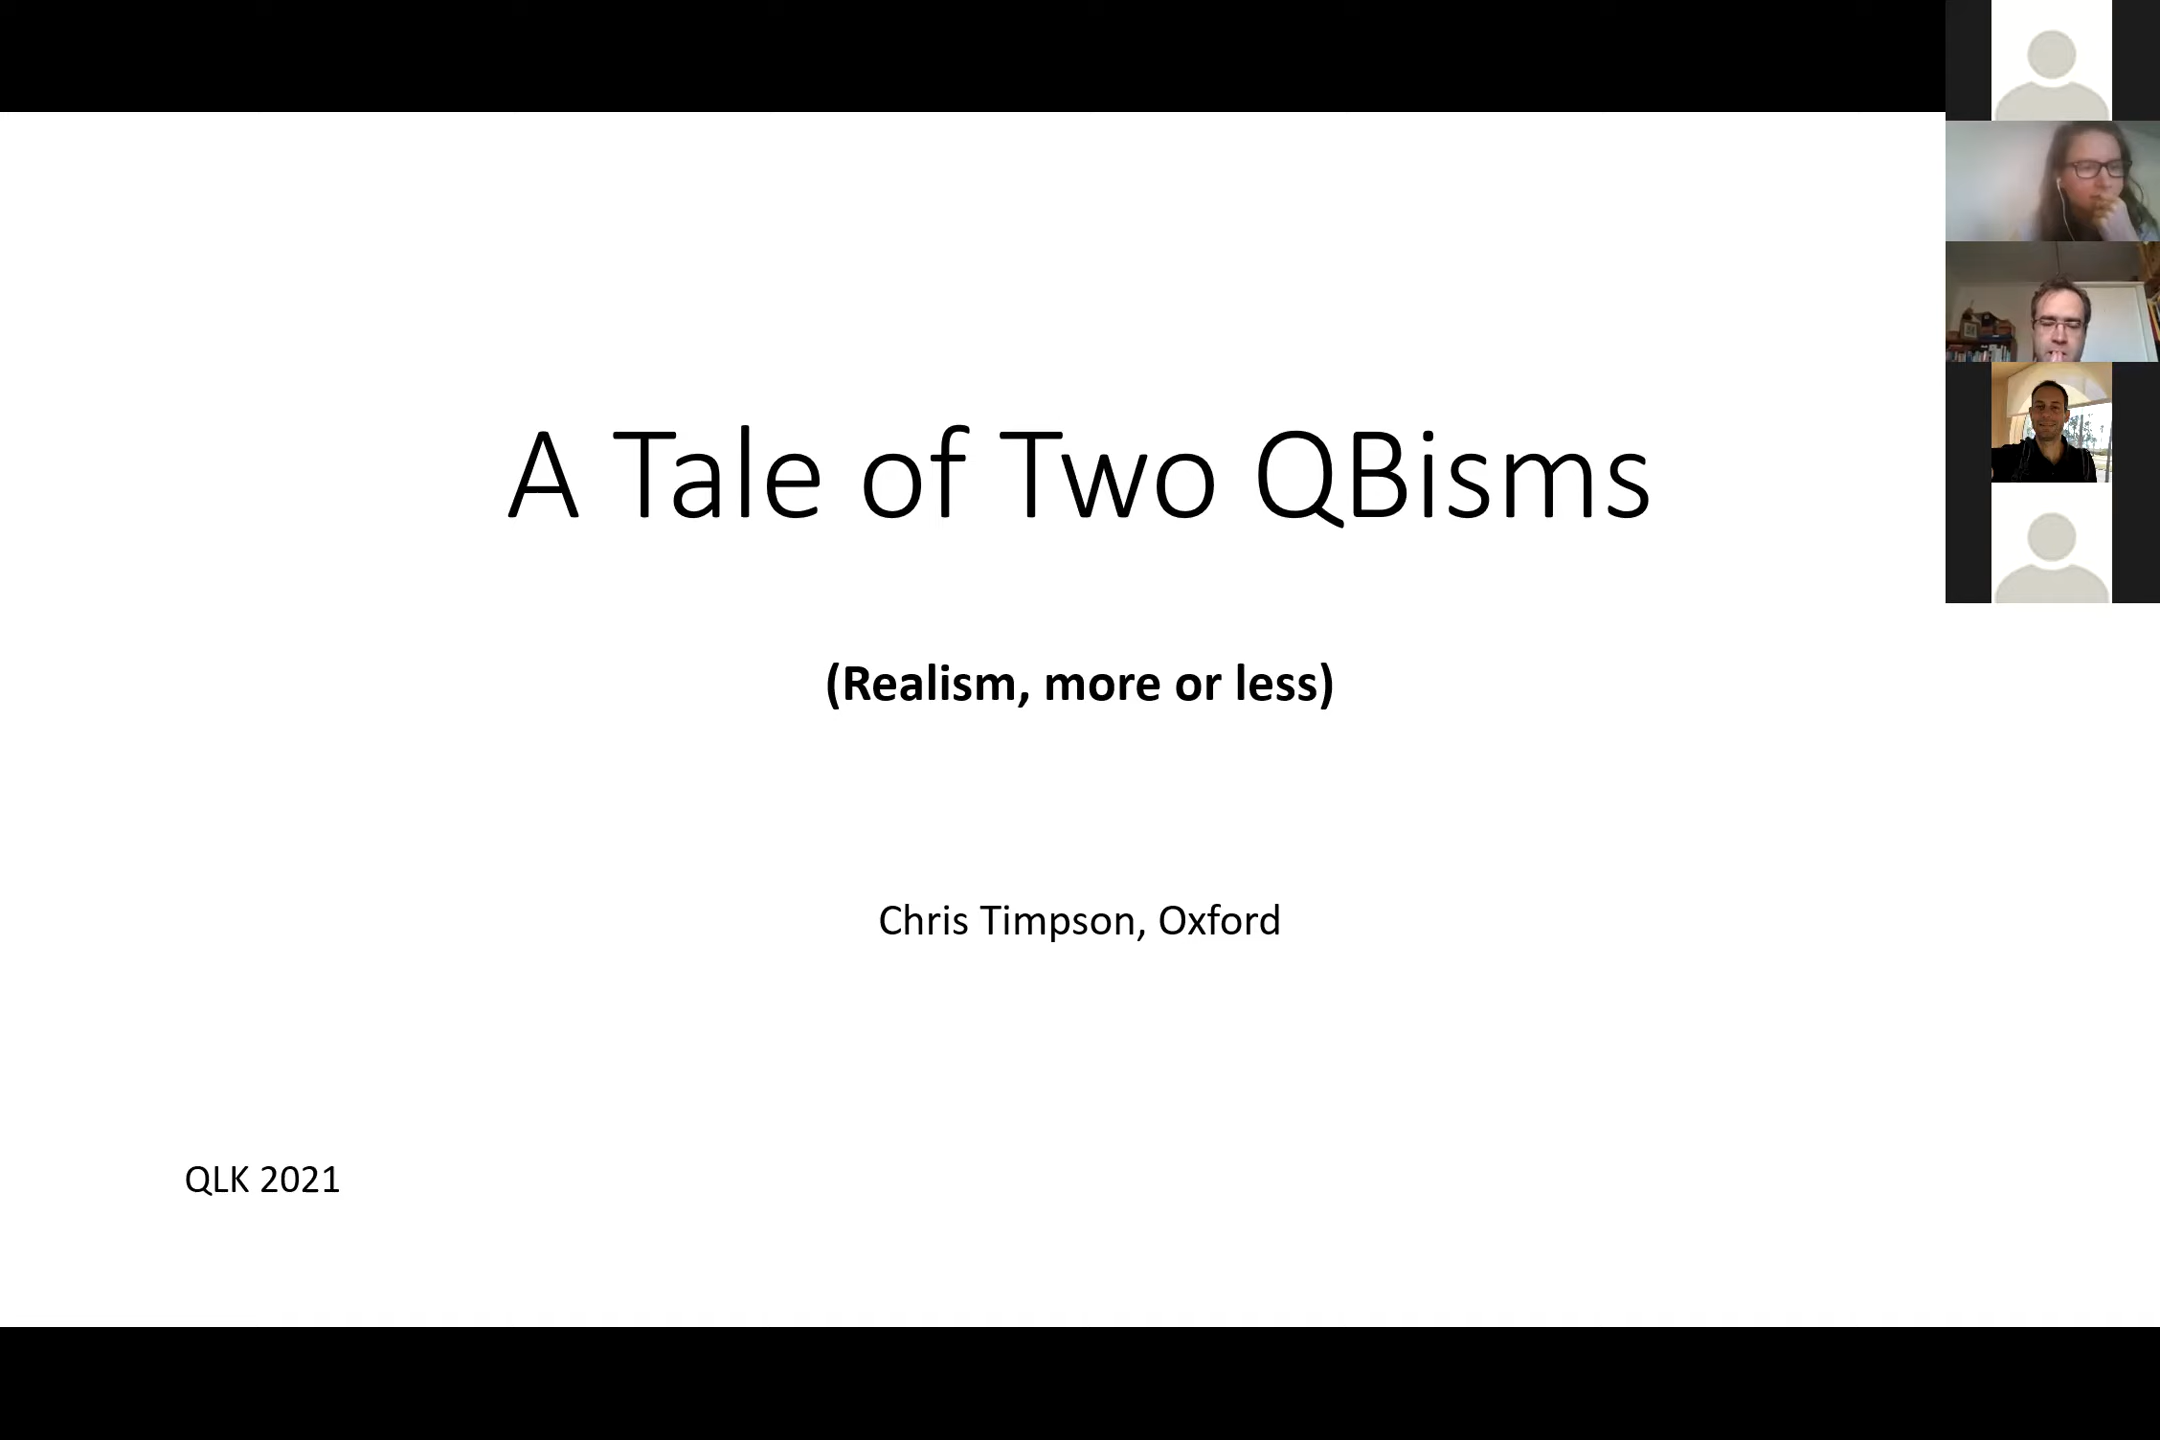 A Tale of Two QBisms
(Realism, more or less)
Chris Timpson, Oxford
QLK 2021